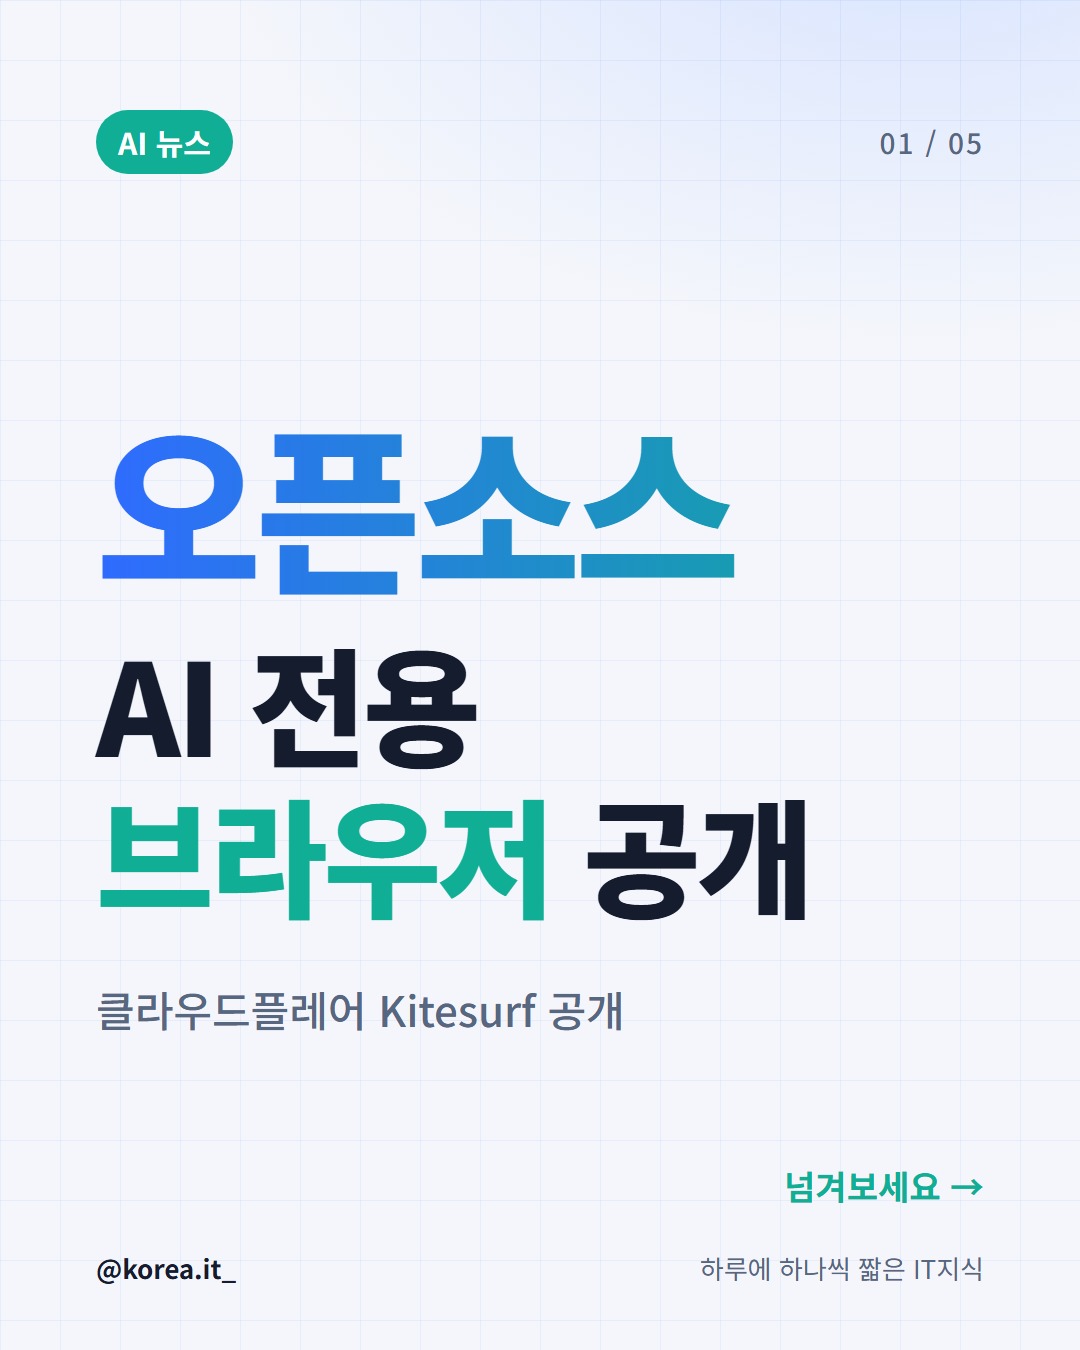 AI 뉴스
01 / 05
오픈소스
AI 전용
브라우저 공개
클라우드플레어 Kitesurf 공개
넘겨보세요 →
@korea.it_
하루에 하나씩 짧은 IT지식